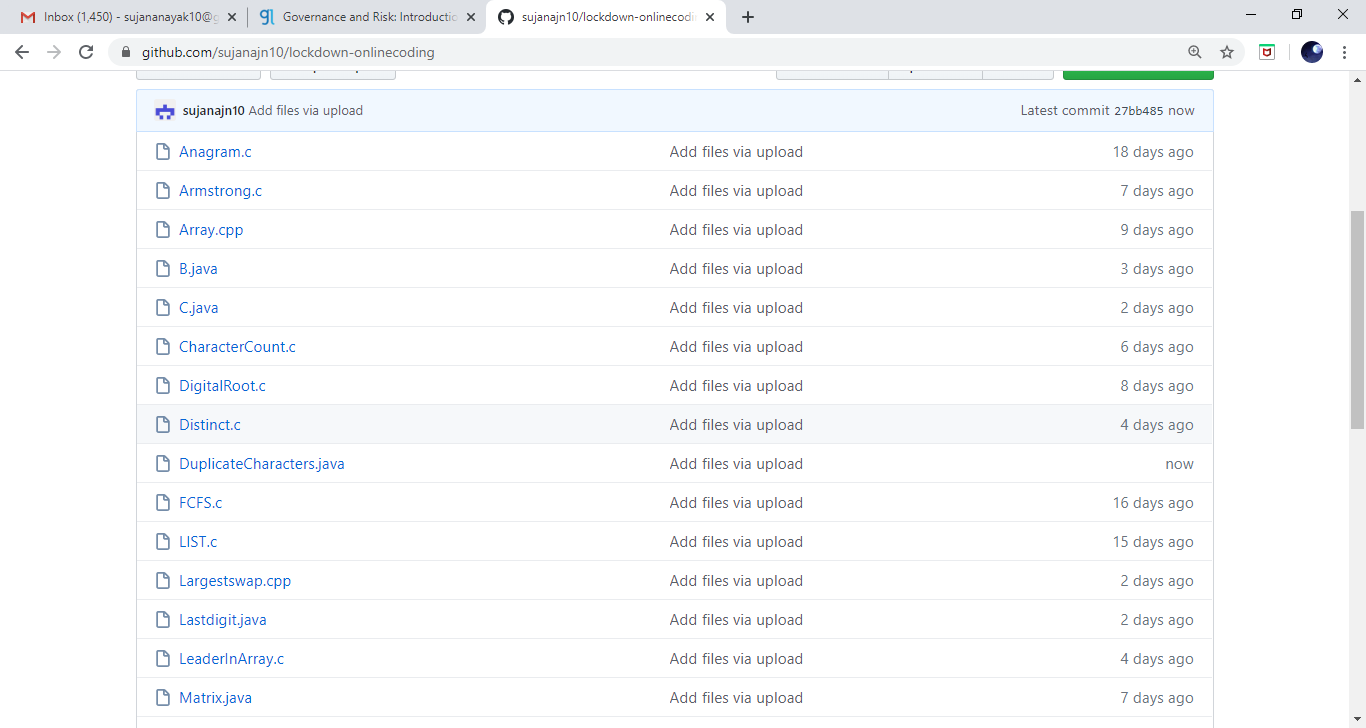 Inbox (1,450) - sujananayak10@g
Governance and Risk: Introductio
sujanajn10/lockdown-onlinecodin
github.com/sujanajn10/lockdown-onlinecoding
sujanajn10 Add files via upload Latest commit 27bb485 now
Anagram.c Add files via upload 18 days ago
Armstrong.c Add files via upload 7 days ago
Array.cpp Add files via upload 9 days ago
B.java Add files via upload 3 days ago
C.java Add files via upload 2 days ago
CharacterCount.c Add files via upload 6 days ago
DigitalRoot.c Add files via upload 8 days ago
Distinct.c Add files via upload 4 days ago
DuplicateCharacters.java Add files via upload now
FCFS.c Add files via upload 16 days ago
LIST.c Add files via upload 15 days ago
Largestswap.cpp Add files via upload 2 days ago
Lastdigit.java Add files via upload 2 days ago
LeaderInArray.c Add files via upload 4 days ago
Matrix.java Add files via upload 7 days ago